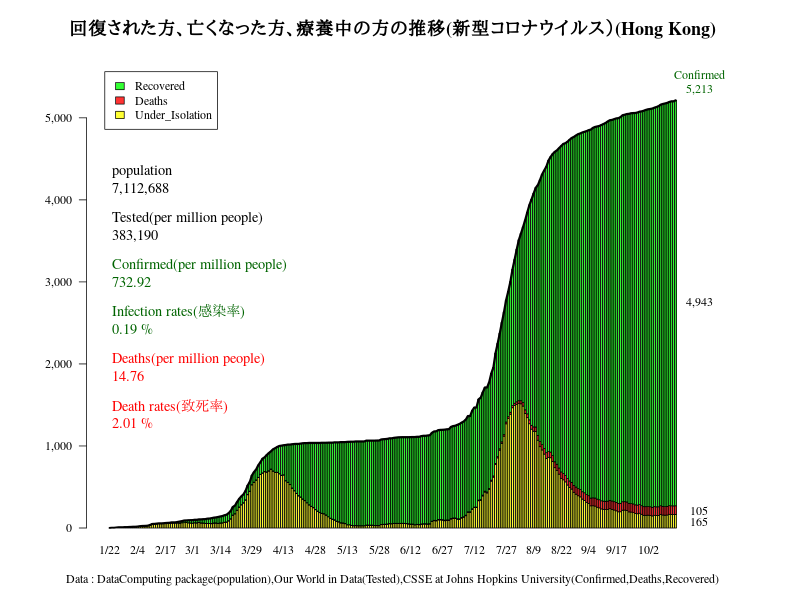 回復された方、亡くなった方、療養中の方の推移(新型コロナウイルス）(Hong Kong)
Confirmed
5,213
Recovered
Deaths
Under_Isolation
5,000
4,000
3,000
2,000
1,000
0
population
7,112,688
Tested(per million people)
383,190
Confirmed(per million people)
732.92
Infection rates(感染率)
0.19 %
Deaths(per million people)
14.76
Death rates(致死率)
2.01 %
4,943
105
165
1/22 2/4 2/17 3/1 3/14 3/29 4/13 4/28 5/13 5/28 6/12 6/27 7/12 7/27 8/9 8/22 9/4 9/17 10/2
Data : DataComputing package(population),Our World in Data(Tested),CSSE at Johns Hopkins University(Confirmed,Deaths,Recovered)